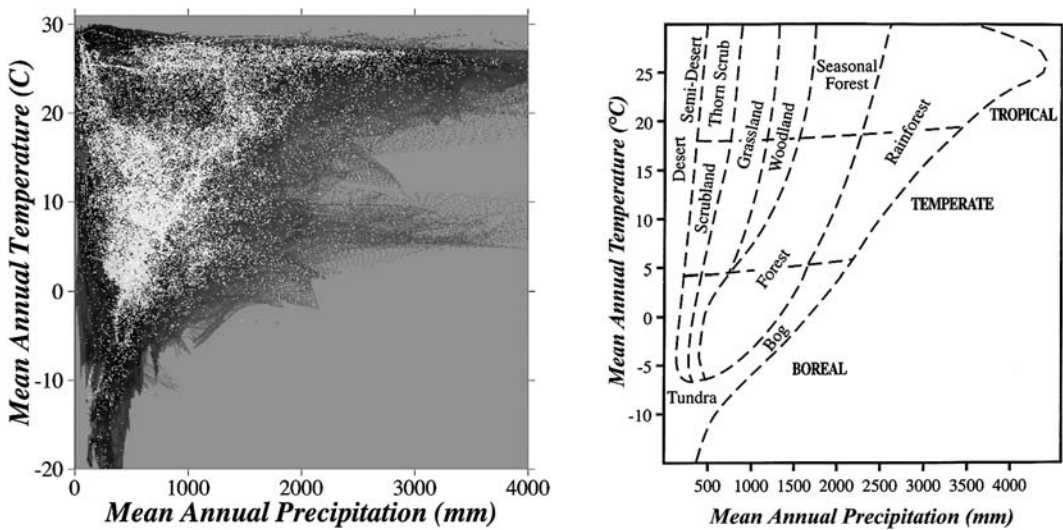 Mean Annual Temperature (C)
30
20
10
0
-10
-20
0
1000
2000
3000
4000
Mean Annual Precipitation (mm)
Mean Annual Temperature (°C)
25
20
15
10
5
0
-5
-10
Semi-Desert
Thorn Scrub
Seasonal
Forest
TROPICAL
Desert
Scrubland
Grassland
Woodland
Rainforest
TEMPERATE
Forest
Bog
BOREAL
Tundra
500
1000
1500
2000
2500
3000
3500
4000
Mean Annual Precipitation (mm)